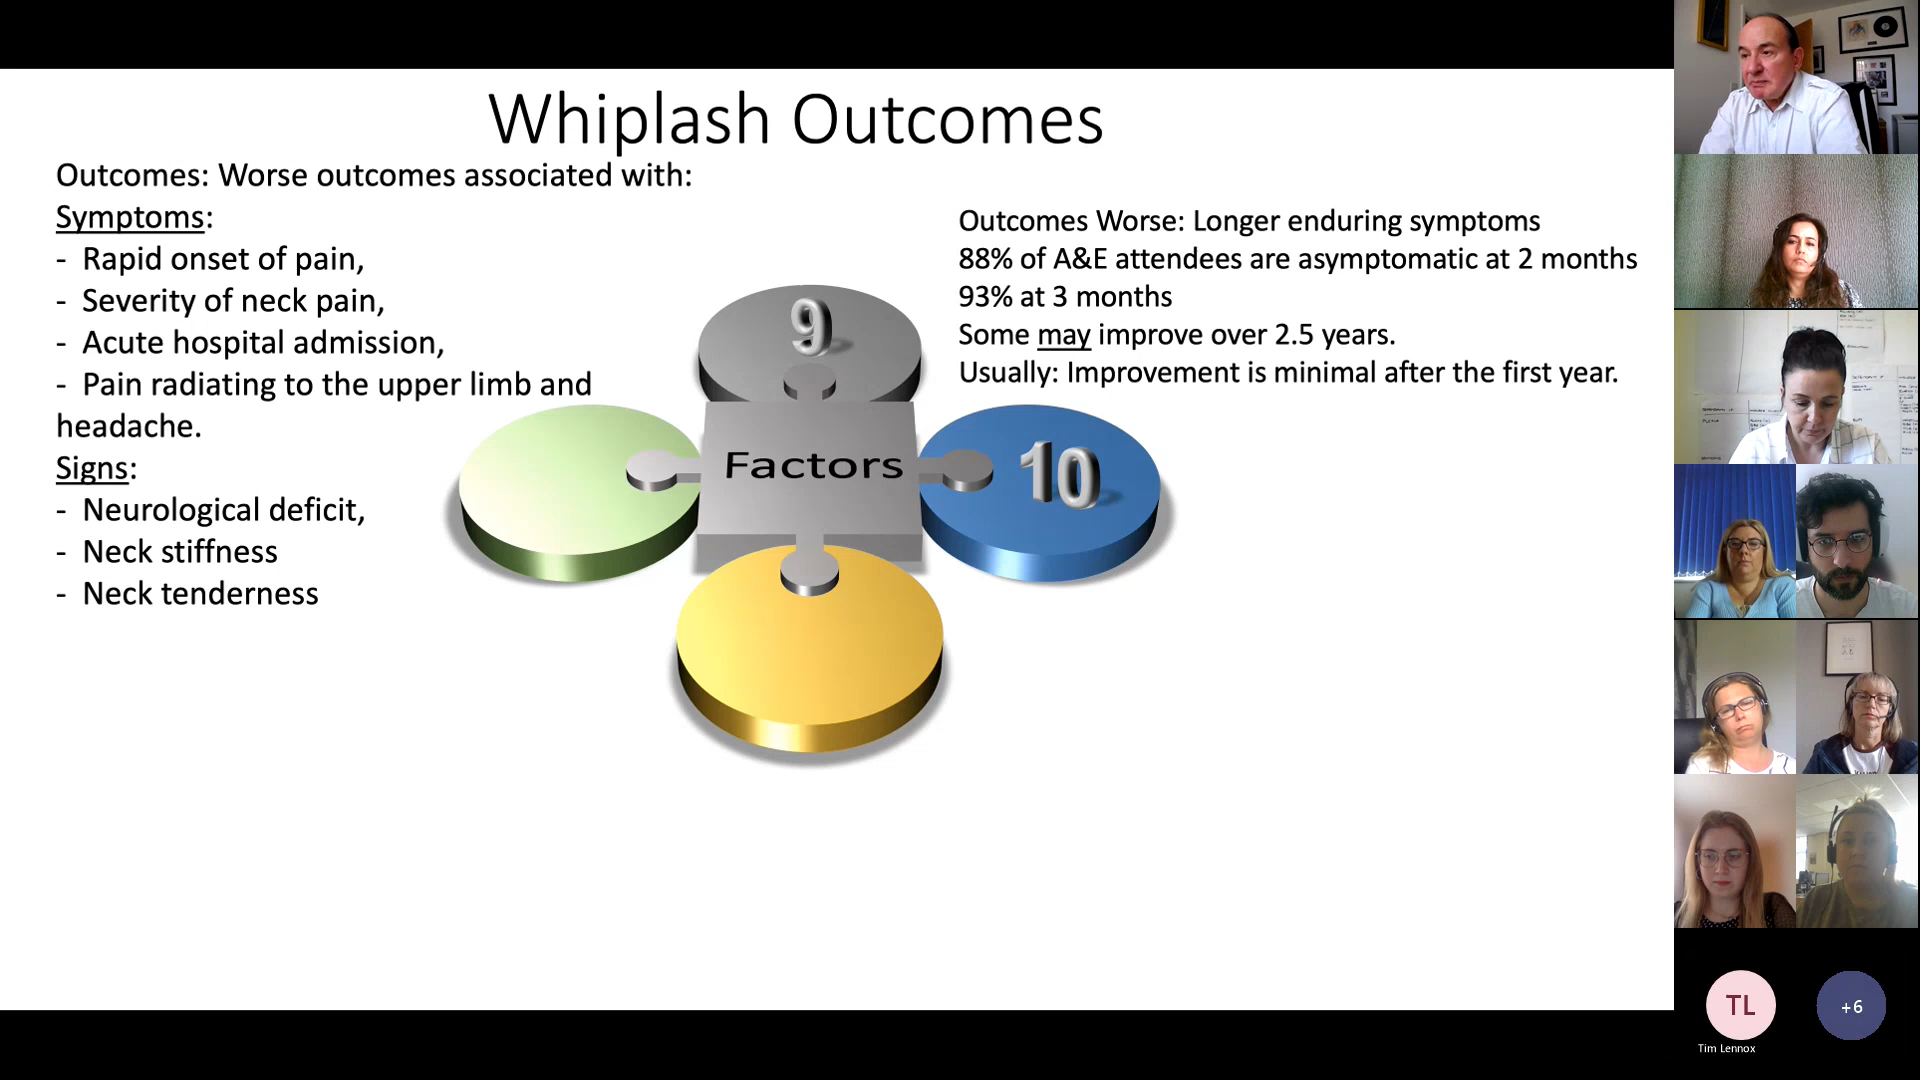 Whiplash Outcomes
Outcomes: Worse outcomes associated with:
Symptoms:
- Rapid onset of pain,
- Severity of neck pain,
- Acute hospital admission,
- Pain radiating to the upper limb and
headache.
Signs:
- Neurological deficit,
- Neck stiffness
- Neck tenderness
Outcomes Worse: Longer enduring symptoms
88% of A&E attendees are asymptomatic at 2 months
93% at 3 months
Some may improve over 2.5 years.
Usually: Improvement is minimal after the first year.
9
Factors
10
TL
+6
Tim Lennox